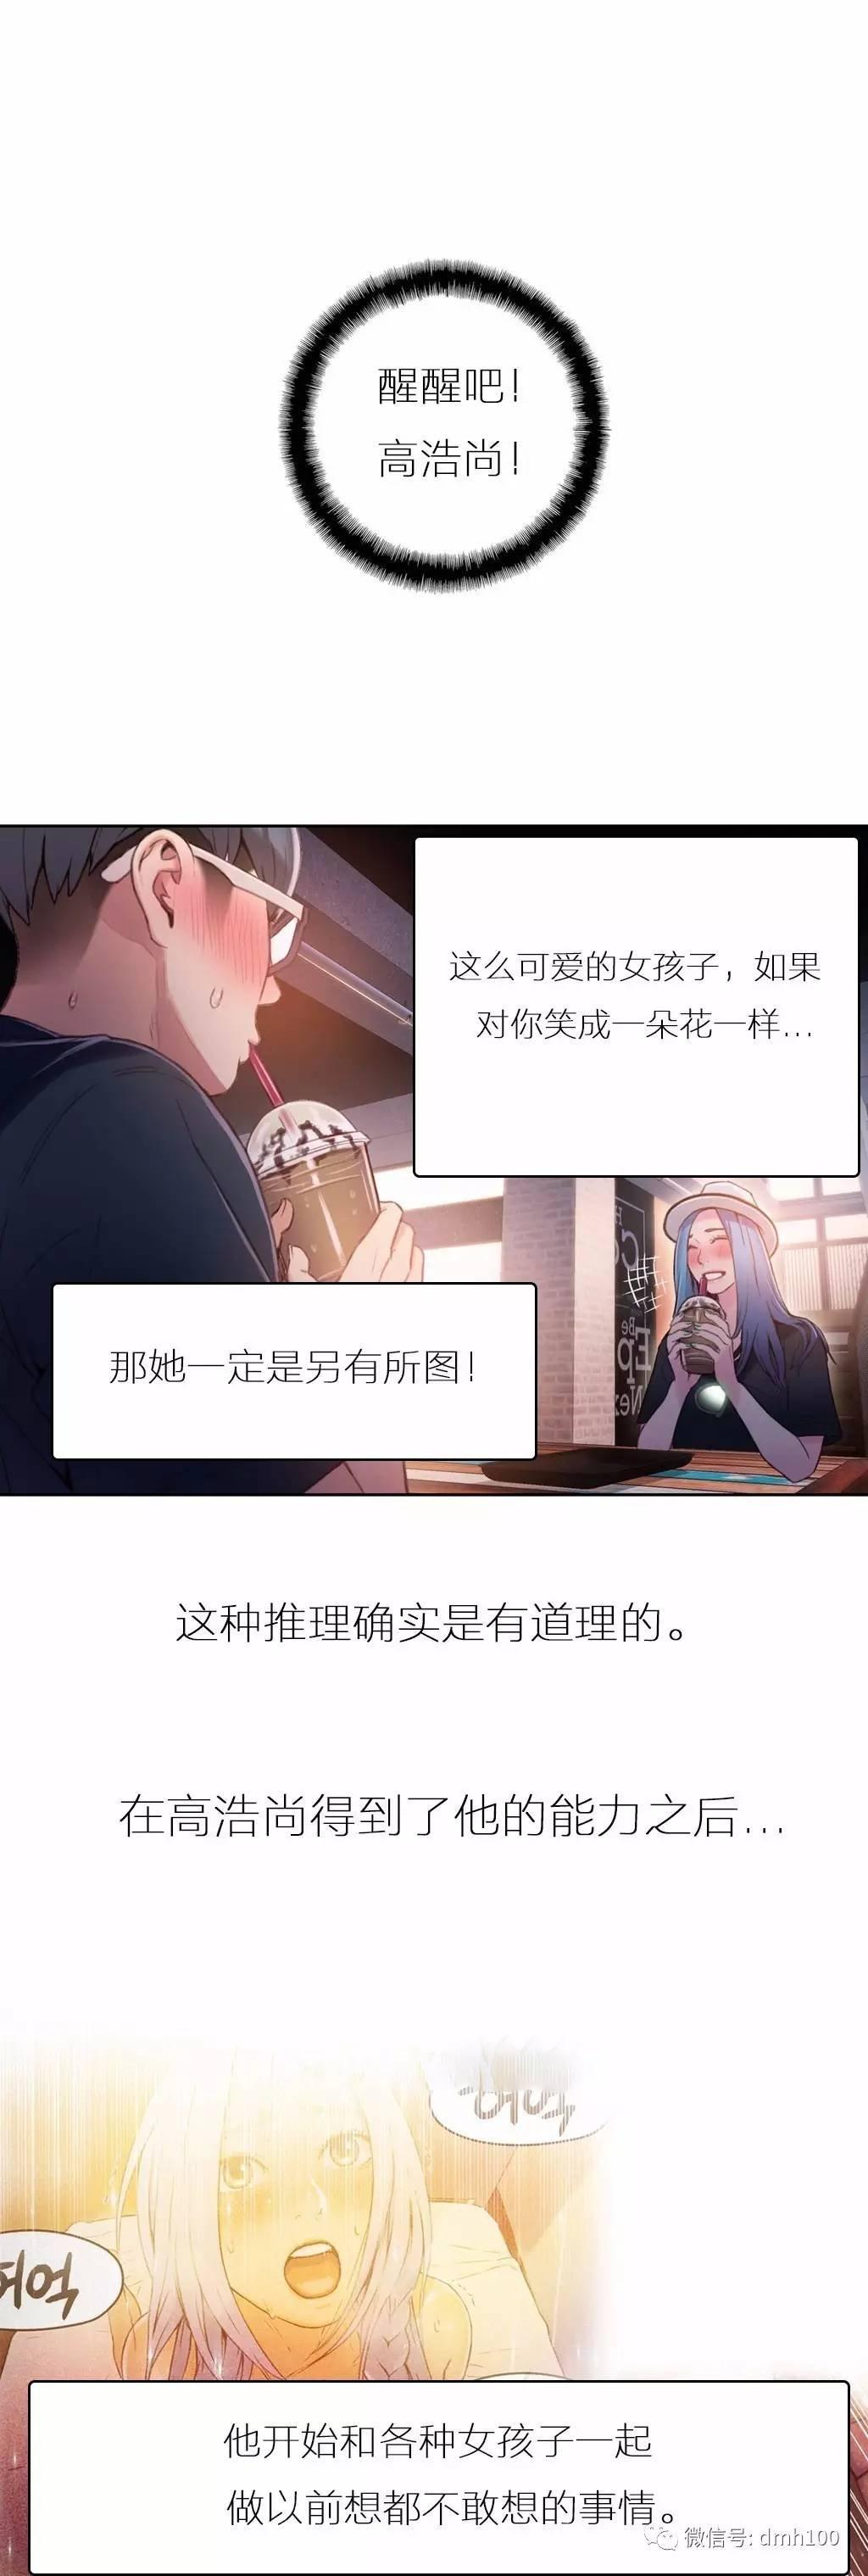 醒醒吧!
高浩尚!
这么可爱的女孩子，如果
对你笑成一朵花一样...
那她一定是另有所图!
这种推理确实是有道理的。
在高浩尚得到了他的能力之后...
허억
허억
他开始和各种女孩子一起
做以前想都不敢想的事情。
微信号: dmh100